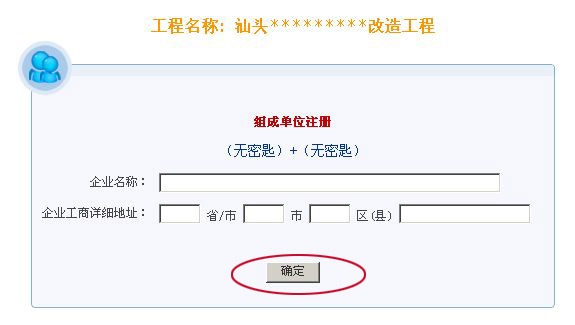 工程名称: 汕头*********改造工程
组成单位注册
（无密匙）+（无密匙）
企业名称：
企业工商详细地址： 省/市 市 区(县)
确定